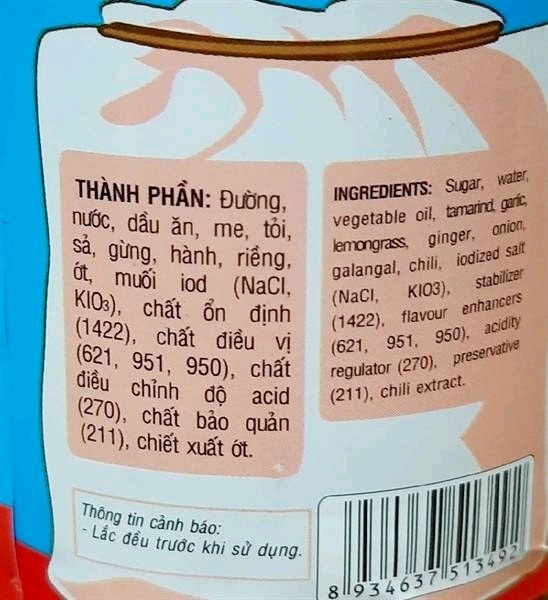 THÀNH PHẦN: Đường,
nước, dầu ăn, me, tỏi,
sả, gừng, hành, riềng,
ớt, muối iod (NaCl,
KIO₃), chất ổn định
(1422), chất điều vị
(621, 951, 950), chất
điều chỉnh độ acid
(270), chất bảo quản
(211), chiết xuất ớt.
INGREDIENTS: Sugar, water,
vegetable oil, tamarind, garlic,
lemongrass, ginger, onion,
galangal, chili, iodized salt
(NaCl, KIO3), stabilizer
(1422), flavour enhancers
(621, 951, 950), acidity
regulator (270), preservative
(211), chili extract.
Thông tin cảnh báo:
- Lắc đều trước khi sử dụng.
8 934637 513492